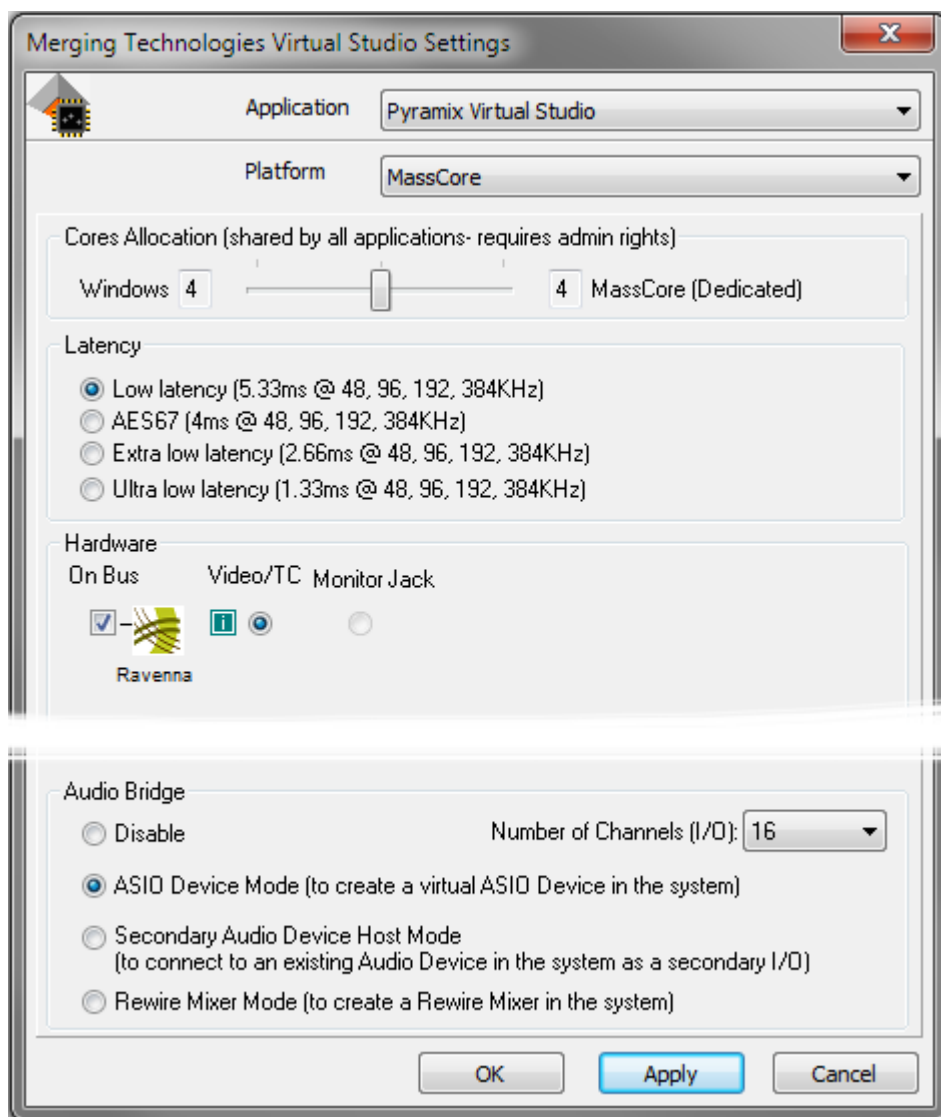 Merging Technologies Virtual Studio Settings
Application Pyramix Virtual Studio
Platform MassCore
Cores Allocation (shared by all applications- requires admin rights)
Windows 4 4 MassCore (Dedicated)
Latency
Low latency (5.33ms @ 48, 96, 192, 384KHz)
AES67 (4ms @ 48, 96, 192, 384KHz)
Extra low latency (2.66ms @ 48, 96, 192, 384KHz)
Ultra low latency (1.33ms @ 48, 96, 192, 384KHz)
Hardware
On Bus Video/TC Monitor Jack
i
Ravenna
Audio Bridge
Disable Number of Channels (I/O): 16
ASIO Device Mode (to create a virtual ASIO Device in the system)
Secondary Audio Device Host Mode
(to connect to an existing Audio Device in the system as a secondary I/O)
Rewire Mixer Mode (to create a Rewire Mixer in the system)
OK Apply Cancel